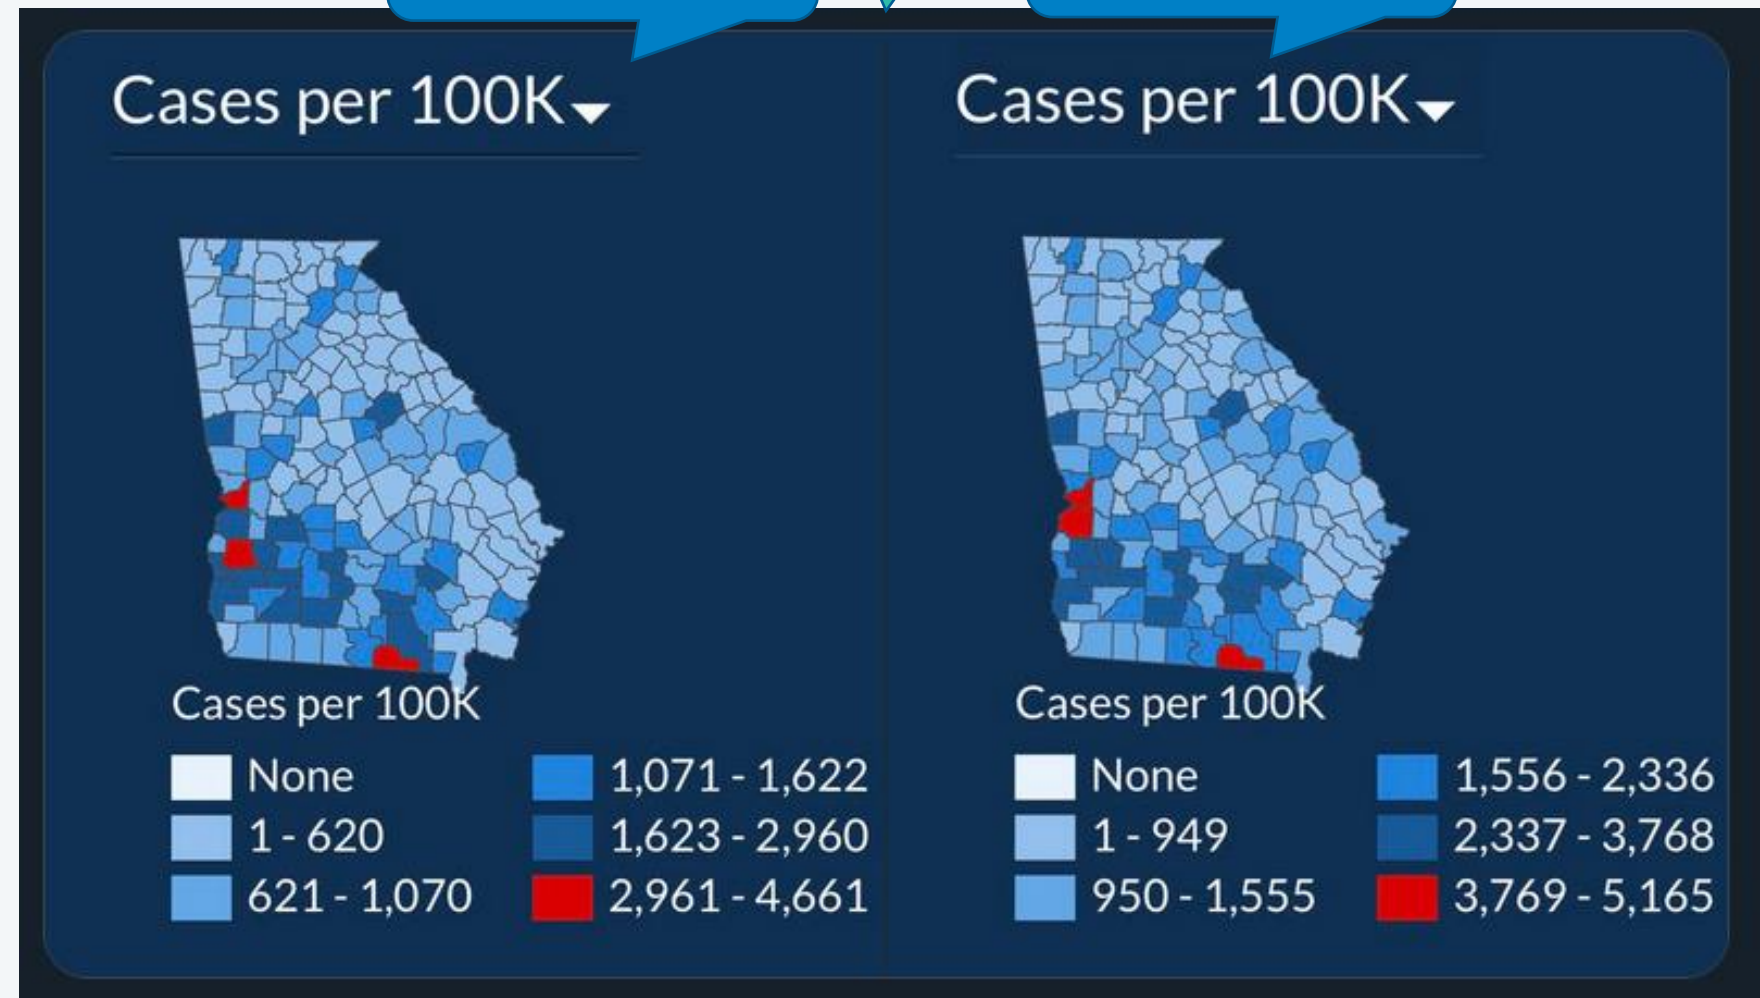 Cases per 100K
Cases per 100K
None
1 - 620
621 - 1,070
1,071 - 1,622
1,623 - 2,960
2,961 - 4,661
Cases per 100K
Cases per 100K
None
1 - 949
950 - 1,555
1,556 - 2,336
2,337 - 3,768
3,769 - 5,165